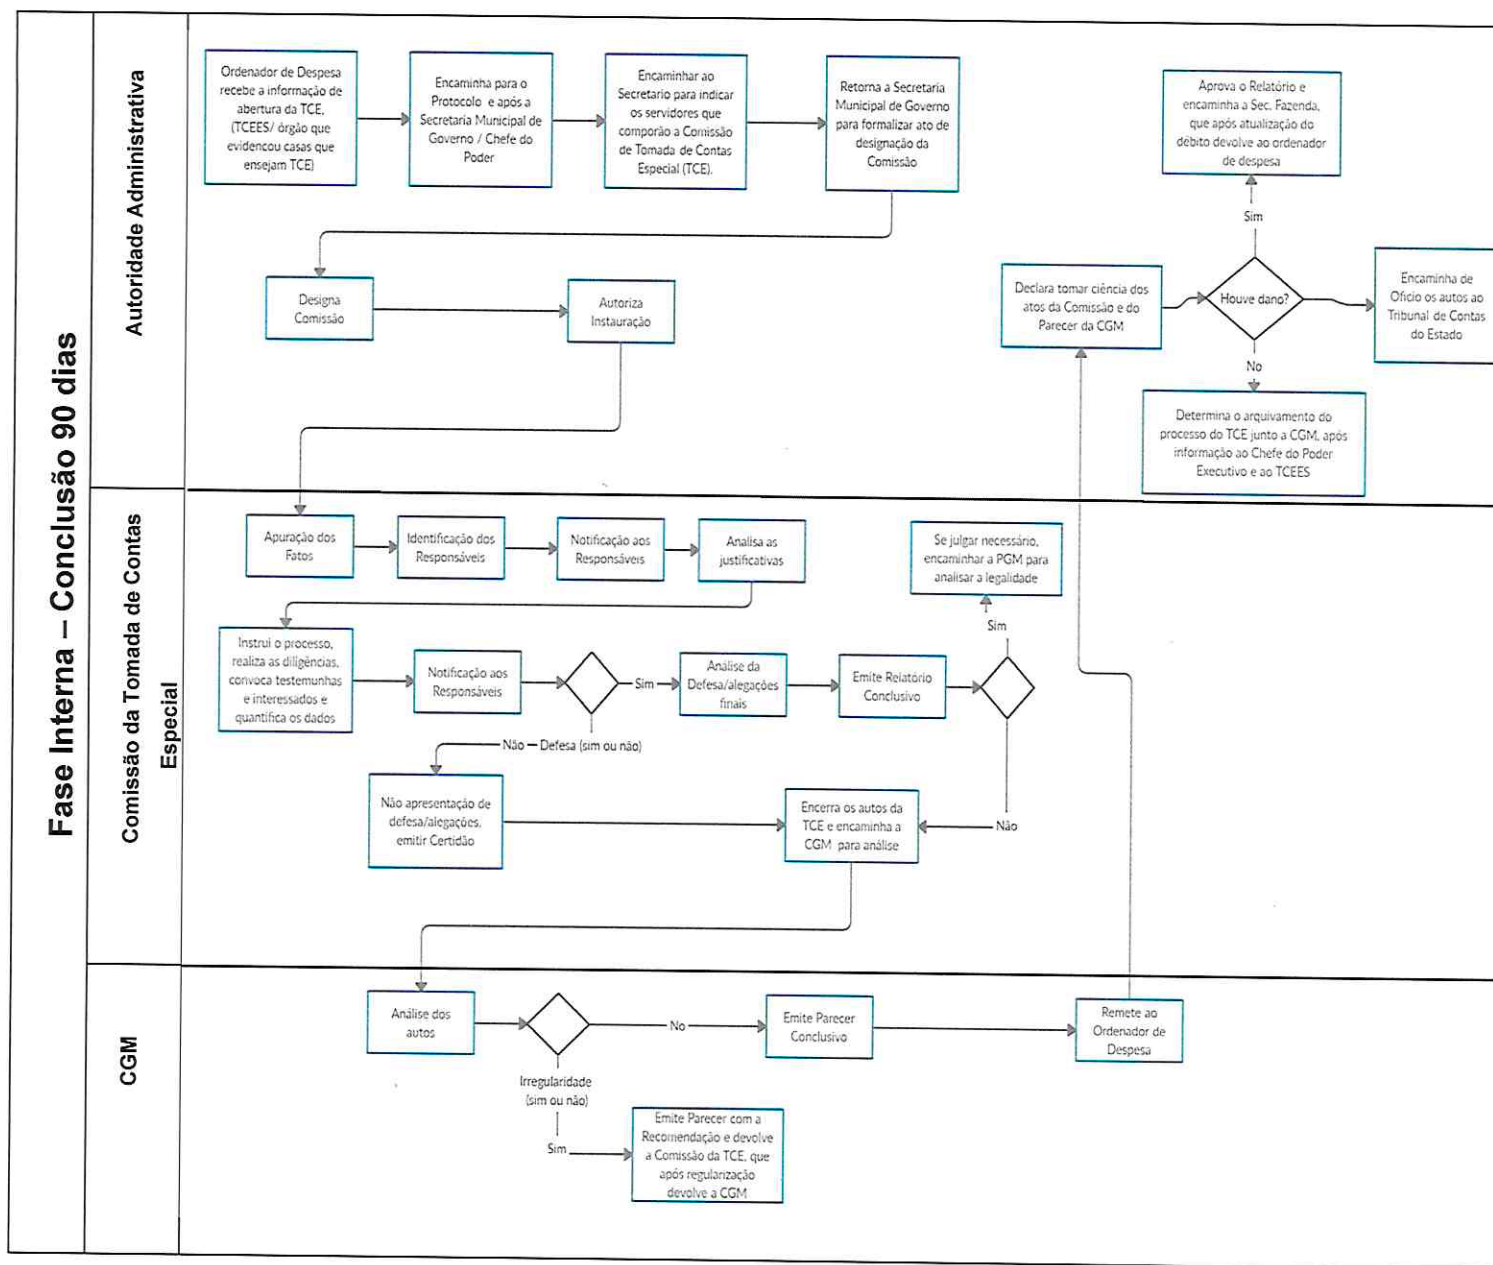 Fase Interna – Conclusão 90 dias
Autoridade Administrativa
Ordenador de Despesa
recebe a informação de
abertura da TCE,
(TCEES/ órgão que
evidencou casas que
ensejam TCE)
Encaminha para o
Protocolo e após a
Secretaria Municipal de
Governo / Chefe do
Poder
Encaminhar ao
Secretario para indicar
os servidores que
comporão a Comissão
de Tomada de Contas
Especial (TCE).
Retorna a Secretaria
Municipal de Governo
para formalizar ato de
designação da
Comissão
Designa
Comissão
Autoriza
Instauração
Declara tomar ciência dos
atos da Comissão e do
Parecer da CGM
Houve dano?
Sim
Aprova o Relatório e
encaminha a Sec. Fazenda,
que após atualização do
débito devolve ao ordenador
de despesa
Encaminha de
Oficio os autos ao
Tribunal de Contas
do Estado
No
Determina o arquivamento do
processo do TCE junto a CGM, após
informação ao Chefe do Poder
Executivo e ao TCEES
Comissão da Tomada de Contas
Especial
Apuração dos
Fatos
Identificação dos
Responsáveis
Notificação aos
Responsáveis
Analisa as
justificativas
Instrui o processo,
realiza as diligências,
convoca testemunhas
e interessados e
quantifica os dados
Notificação aos
Responsáveis
Sim
Análise da
Defesa/alegações
finais
Emite Relatório
Conclusivo
Sim
Se julgar necessário,
encaminhar a PGM para
analisar a legalidade
Não
Defesa (sim ou não)
Não apresentação de
defesa/alegações,
emitir Certidão
Encerra os autos da
TCE e encaminha a
CGM para análise
Não
CGM
Análise dos
autos
No
Emite Parecer
Conclusivo
Remete ao
Ordenador de
Despesa
Irregularidade
(sim ou não)
Sim
Emite Parecer com a
Recomendação e devolve
a Comissão da TCE, que
após regularização
devolve a CGM